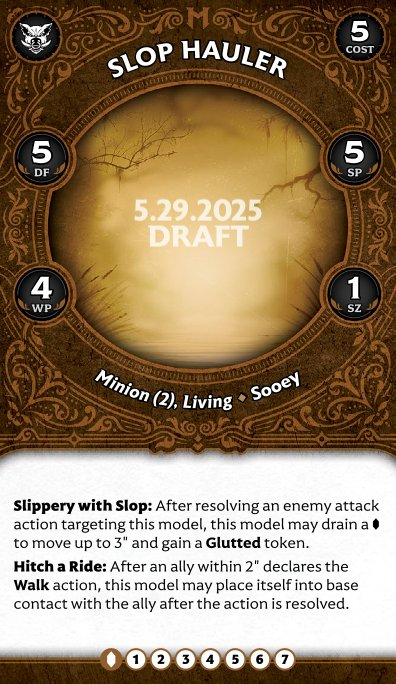 SLOP HAULER
5
COST
5
DF
5
SP
5.29.2025
DRAFT
4
WP
1
SZ
Minion (2), Living Sooey
Slippery with Slop: After resolving an enemy attack
action targeting this model, this model may drain a
to move up to 3" and gain a Glutted token.
Hitch a Ride: After an ally within 2" declares the
Walk action, this model may place itself into base
contact with the ally after the action is resolved.
1 2 3 4 5 6 7